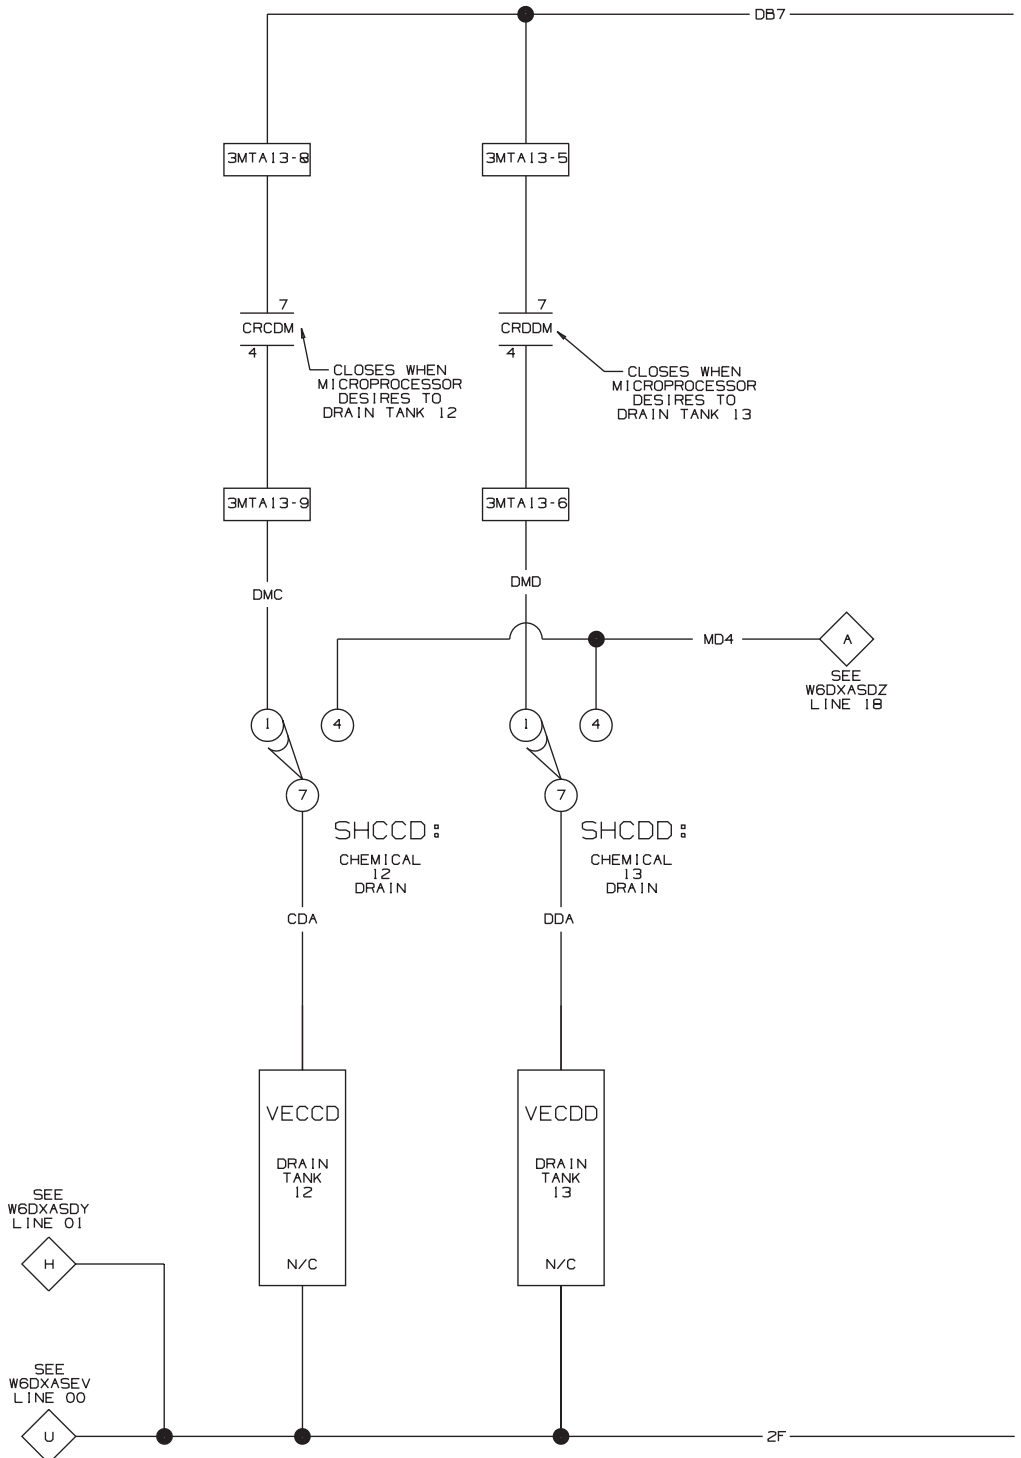 DB7
3MTA13-8
3MTA13-5
7
CRCDM
4
CLOSES WHEN
MICROPROCESSOR
DESIRES TO
DRAIN TANK 12
7
CRDDM
4
CLOSES WHEN
MICROPROCESSOR
DESIRES TO
DRAIN TANK 13
3MTA13-9
3MTA13-6
DMC
DMD
MD4
A
SEE
W6DXASDZ
LINE 18
1
4
7
1
4
7
SHCCD:
CHEMICAL
12
DRAIN
SHCDD:
CHEMICAL
13
DRAIN
CDA
DDA
VECCD
DRAIN
TANK
12
N/C
VECDD
DRAIN
TANK
13
N/C
SEE
W6DXASDY
LINE 01
H
SEE
W6DXASEV
LINE 00
U
2F